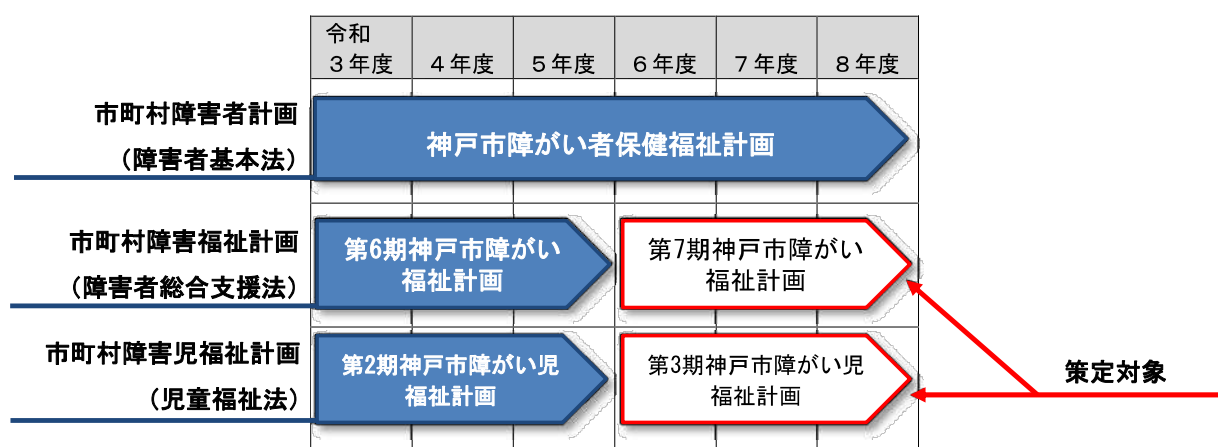 令和
３年度 ４年度 ５年度 ６年度 ７年度 ８年度
市町村障害者計画
（障害者基本法）
神戸市障がい者保健福祉計画
市町村障害福祉計画
（障害者総合支援法）
第6期神戸市障がい
福祉計画
第7期神戸市障がい
福祉計画
市町村障害児福祉計画
（児童福祉法）
第2期神戸市障がい児
福祉計画
第3期神戸市障がい児
福祉計画
策定対象